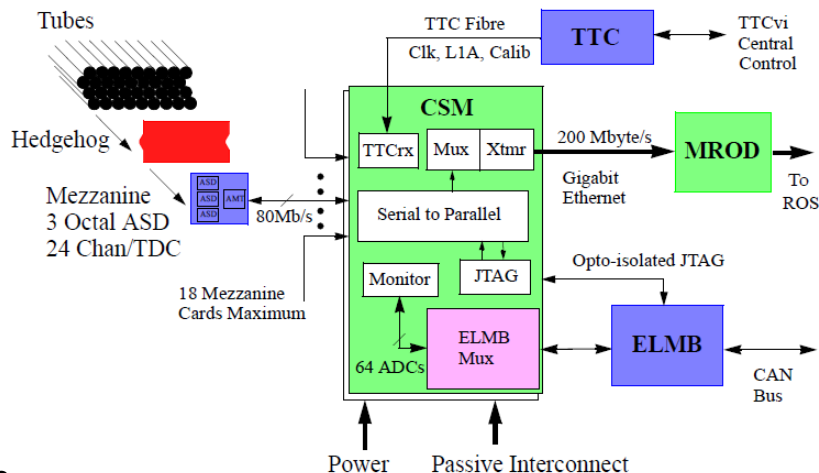 Tubes
TTC Fibre
Clk, L1A, Calib
TTC
TTCvi
Central
Control
CSM
Hedgehog
TTCrx
Mux
Xtmr
200 Mbyte/s
Gigabit
Ethernet
MROD
To
ROS
ASD
ASD
ASD
AMT
Mezzanine
3 Octal ASD
24 Chan/TDC
80Mb/s
Serial to Parallel
18 Mezzanine
Cards Maximum
Monitor
JTAG
Opto-isolated JTAG
64 ADCs
ELMB
Mux
ELMB
CAN
Bus
Power
Passive Interconnect